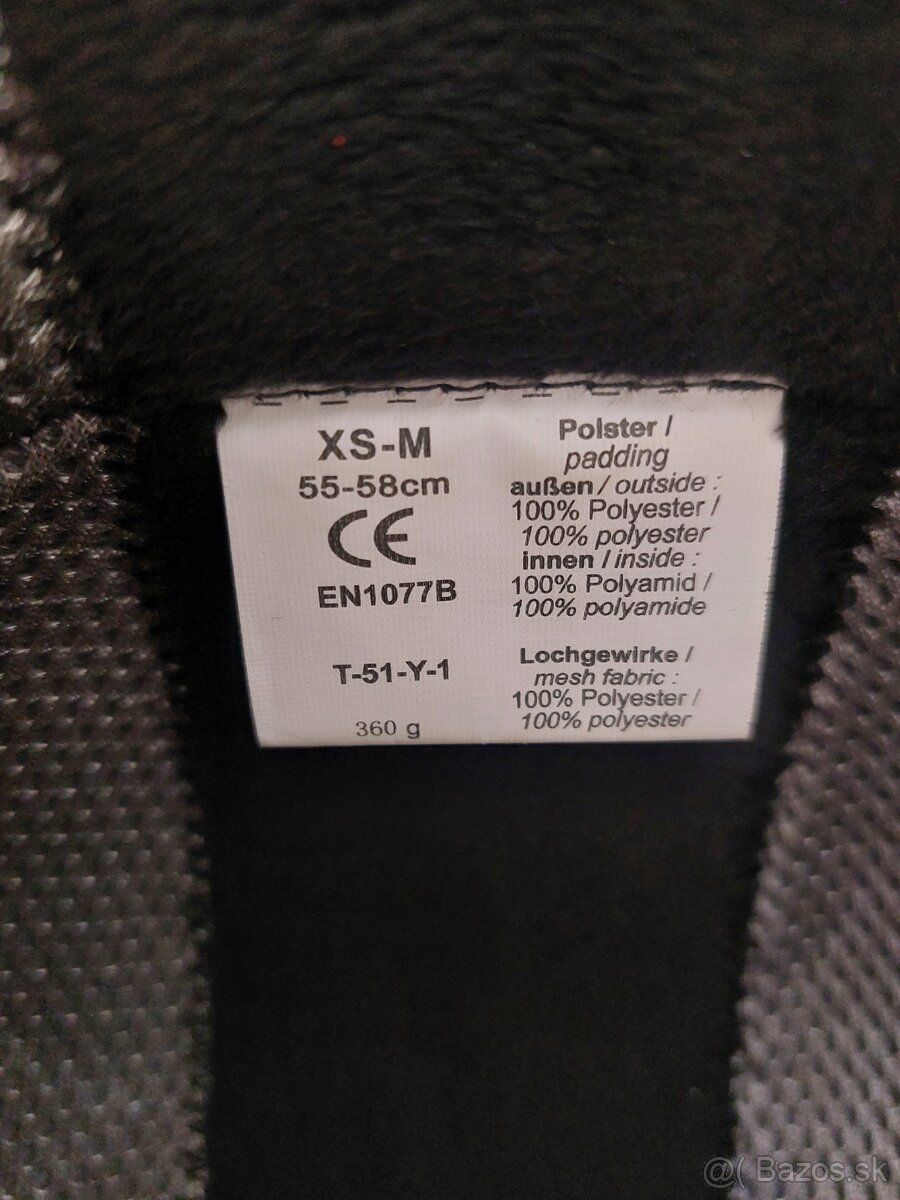 XS-M
55-58cm
CE
EN1077B
T-51-Y-1
360 g
Polster /
padding
außen / outside :
100% Polyester /
100% polyester
innen / inside :
100% Polyamid /
100% polyamide
Lochgewirke /
mesh fabric :
100% Polyester /
100% polyester
@( Bazos.sk